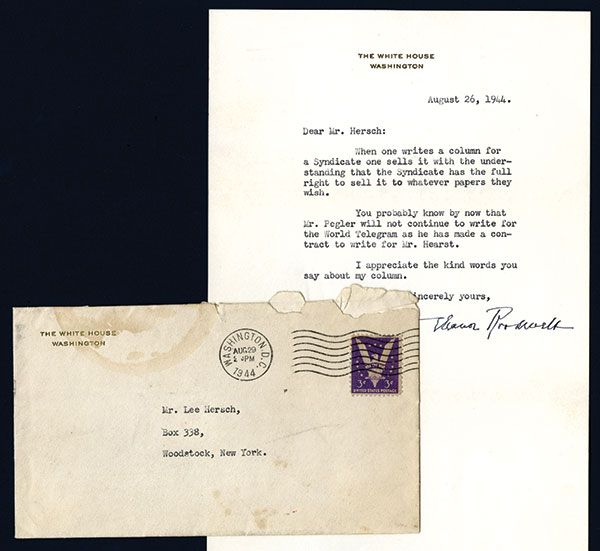 THE WHITE HOUSE
WASHINGTON
August 26, 1944.
Dear Mr. Hersch:
When one writes a column for
a Syndicate one sells it with the under-
standing that the Syndicate has the full
right to sell it to whatever papers they
wish.
You probably know by now that
Mr. Pegler will not continue to write for
the World Telegram as he has made a con-
tract to write for Mr. Hearst.
I appreciate the kind words you
say about my column.
incerely yours,
Eleanor Roosevelt
THE WHITE HOUSE
WASHINGTON
WASHINGTON, D.C.
AUG 29
PM
1944
3¢ 3¢
UNITED STATES POSTAGE
Mr. Lee Hersch,
Box 338,
Woodstock, New York.